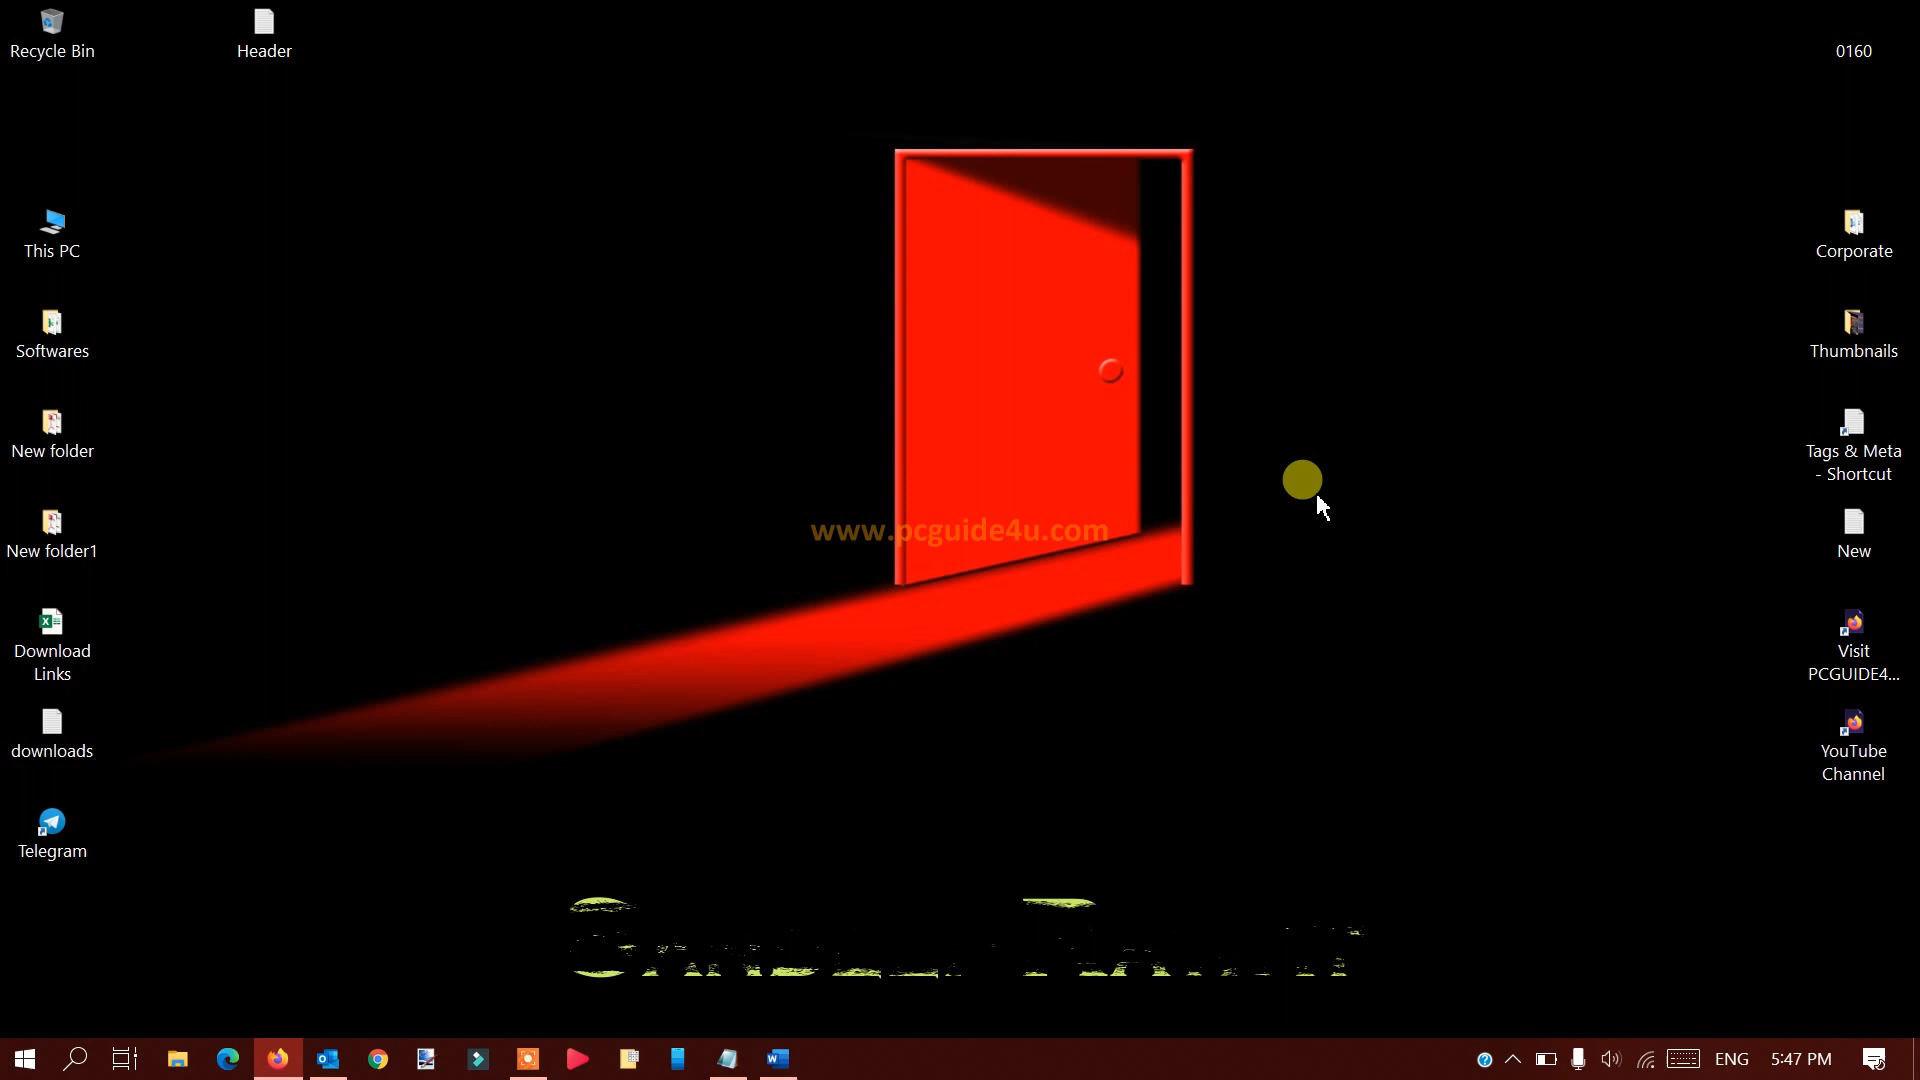 Recycle Bin
Header
0160
This PC
Corporate
Softwares
Thumbnails
New folder
Tags & Meta
- Shortcut
New folder1
New
www.pcguide4u.com
Download
Links
Visit
PCGUIDE4...
downloads
YouTube
Channel
Telegram
ENG
5:47 PM